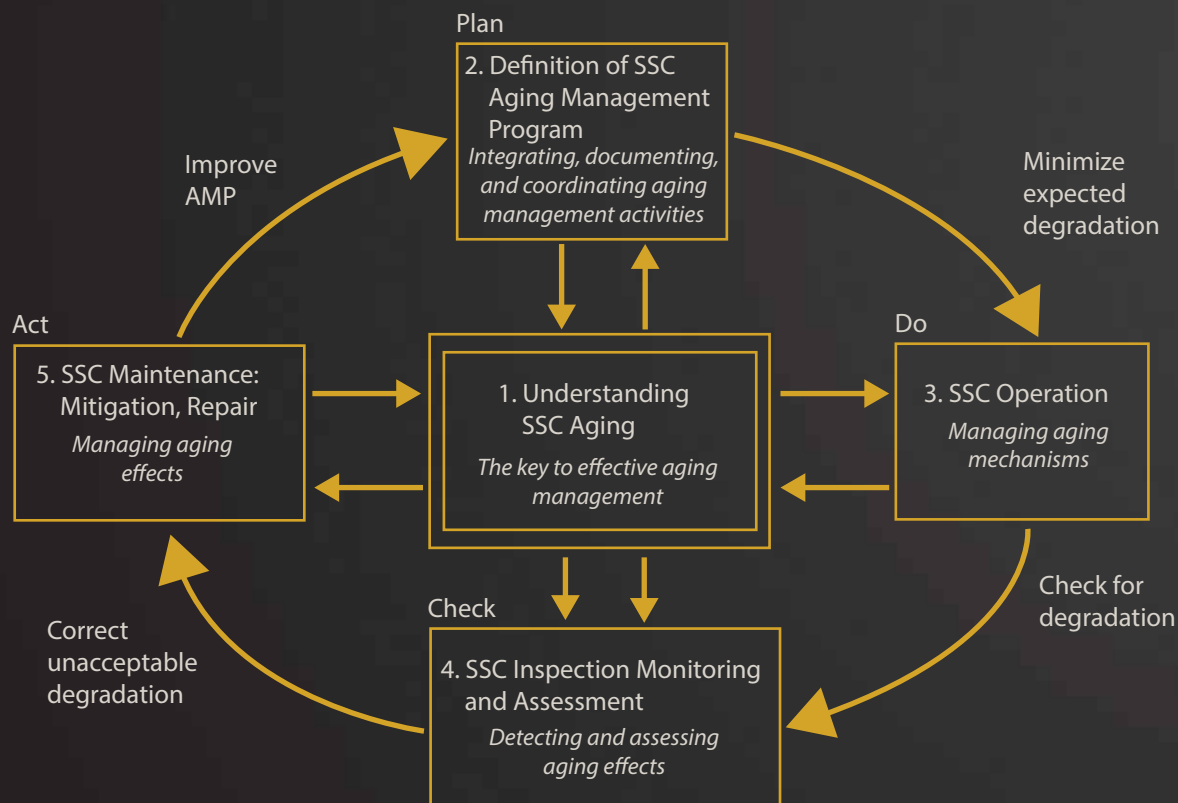 Plan
2. Definition of SSC
Aging Management
Program
Integrating, documenting,
and coordinating aging
management activities
Improve
AMP
Minimize
expected
degradation
Act
5. SSC Maintenance:
Mitigation, Repair
Managing aging
effects
1. Understanding
SSC Aging
The key to effective aging
management
Do
3. SSC Operation
Managing aging
mechanisms
Correct
unacceptable
degradation
Check
4. SSC Inspection Monitoring
and Assessment
Detecting and assessing
aging effects
Check for
degradation